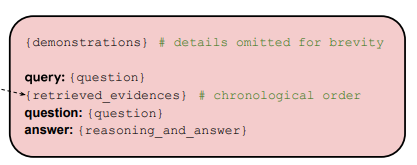 {demonstrations} # details omitted for brevity
query: {question}
{retrieved_evidences} # chronological order
question: {question}
answer: {reasoning_and_answer}